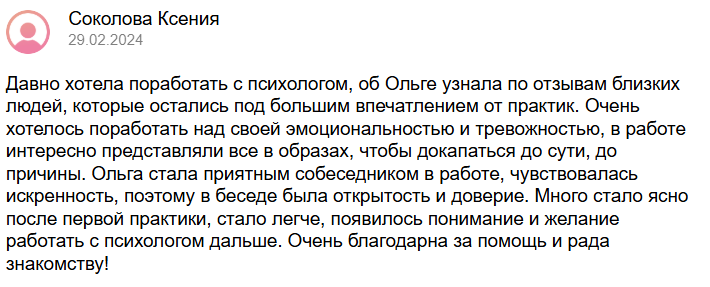 Соколова Ксения
29.02.2024
Давно хотела поработать с психологом, об Ольге узнала по отзывам близких
людей, которые остались под большим впечатлением от практик. Очень
хотелось поработать над своей эмоциональностью и тревожностью, в работе
интересно представляли все в образах, чтобы докапаться до сути, до
причины. Ольга стала приятным собеседником в работе, чувствовалась
искренность, поэтому в беседе была открытость и доверие. Много стало ясно
после первой практики, стало легче, появилось понимание и желание
работать с психологом дальше. Очень благодарна за помощь и рада
знакомству!